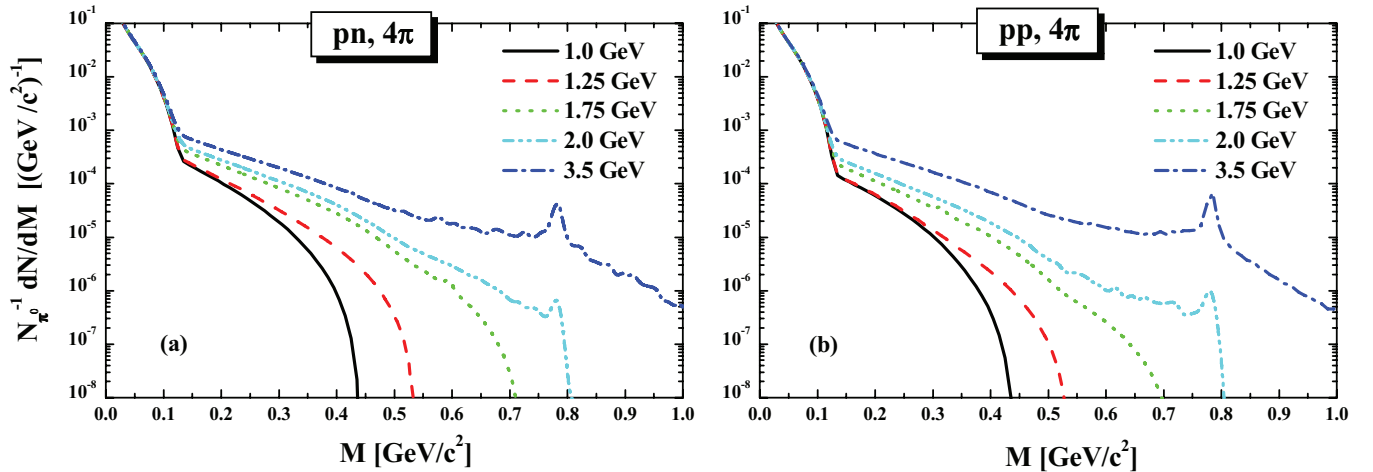 pn, 4π
1.0 GeV
1.25 GeV
1.75 GeV
2.0 GeV
3.5 GeV
N_{π^0}^{-1} dN/dM [(GeV /c^2)^{-1}]
10^{-1}
10^{-2}
10^{-3}
10^{-4}
10^{-5}
10^{-6}
10^{-7}
10^{-8}
(a)
0.0 0.1 0.2 0.3 0.4 0.5 0.6 0.7 0.8 0.9 1.0
M [GeV/c^2]
pp, 4π
1.0 GeV
1.25 GeV
1.75 GeV
2.0 GeV
3.5 GeV
10^{-1}
10^{-2}
10^{-3}
10^{-4}
10^{-5}
10^{-6}
10^{-7}
10^{-8}
(b)
0.0 0.1 0.2 0.3 0.4 0.5 0.6 0.7 0.8 0.9 1.0
M [GeV/c^2]